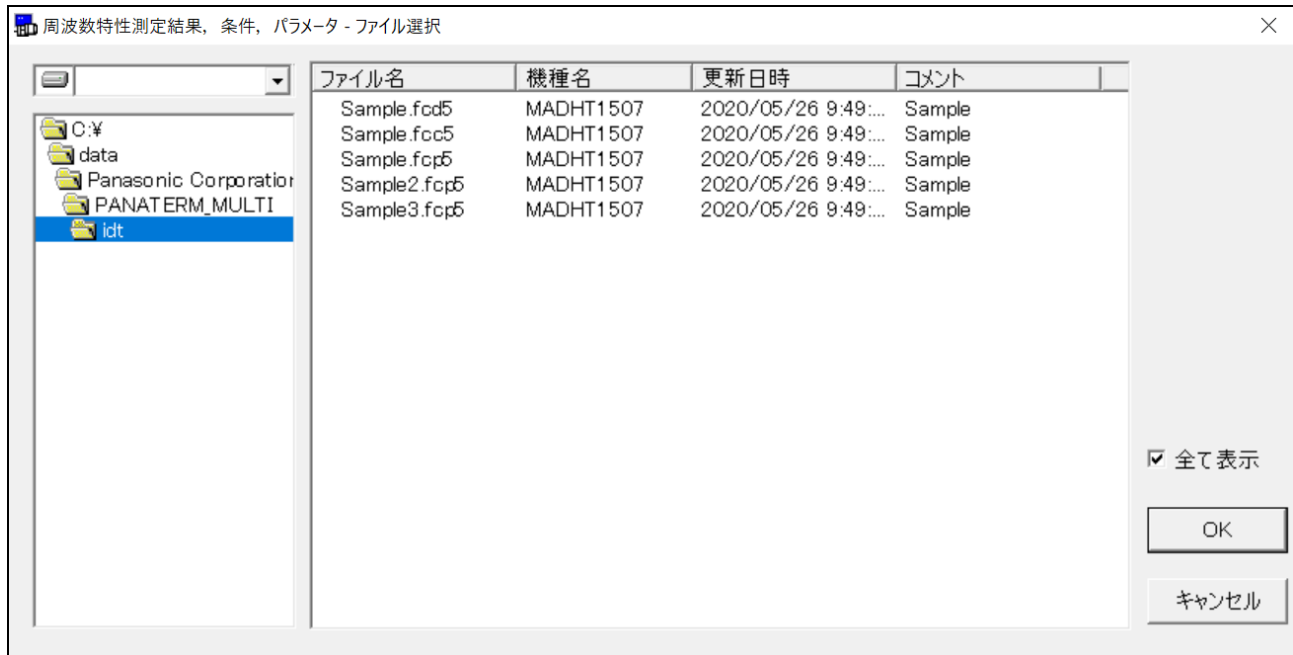 周波数特性測定結果, 条件, パラメータ - ファイル選択
C:¥
data
Panasonic Corporation
PANATERM_MULTI
idt
ファイル名 機種名 更新日時 コメント
Sample.fcd5 MADHT1507 2020/05/26 9:49:... Sample
Sample.fcc5 MADHT1507 2020/05/26 9:49:... Sample
Sample.fcp5 MADHT1507 2020/05/26 9:49:... Sample
Sample2.fcp5 MADHT1507 2020/05/26 9:49:... Sample
Sample3.fcp5 MADHT1507 2020/05/26 9:49:... Sample
全て表示
OK
キャンセル